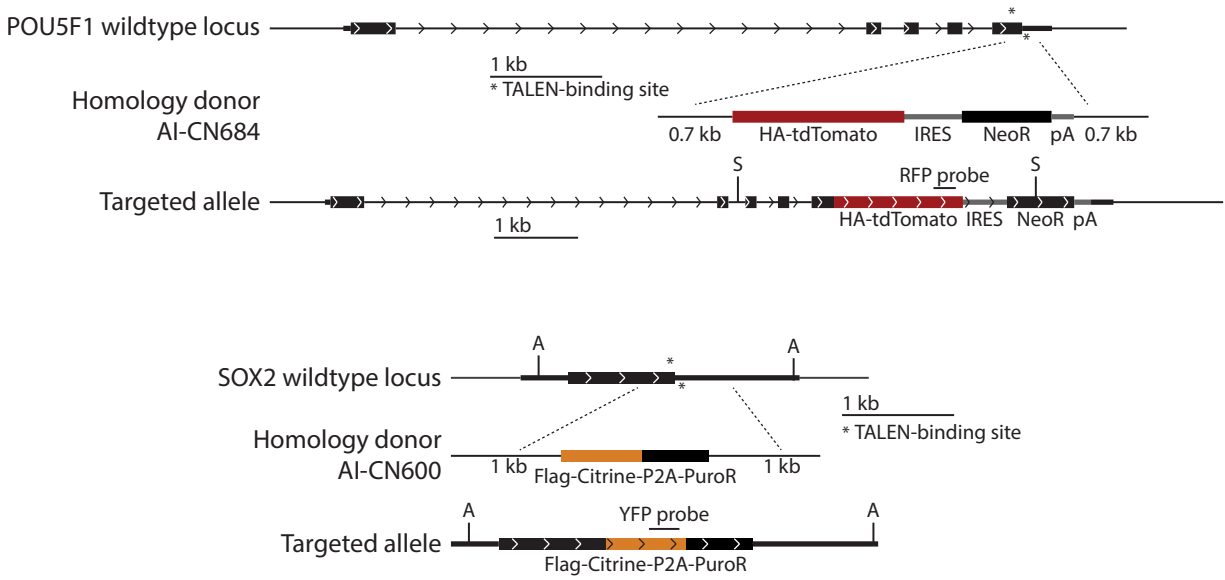 *
POU5F1 wildtype locus
*
1 kb
* TALEN-binding site
Homology donor
AI-CN684
0.7 kb HA-tdTomato IRES NeoR pA 0.7 kb
S S
RFP probe
Targeted allele
HA-tdTomato IRES NeoR pA
1 kb
A A
*
SOX2 wildtype locus
*
1 kb
* TALEN-binding site
Homology donor
AI-CN600
1 kb Flag-Citrine-P2A-PuroR 1 kb
A A
YFP probe
Targeted allele
Flag-Citrine-P2A-PuroR